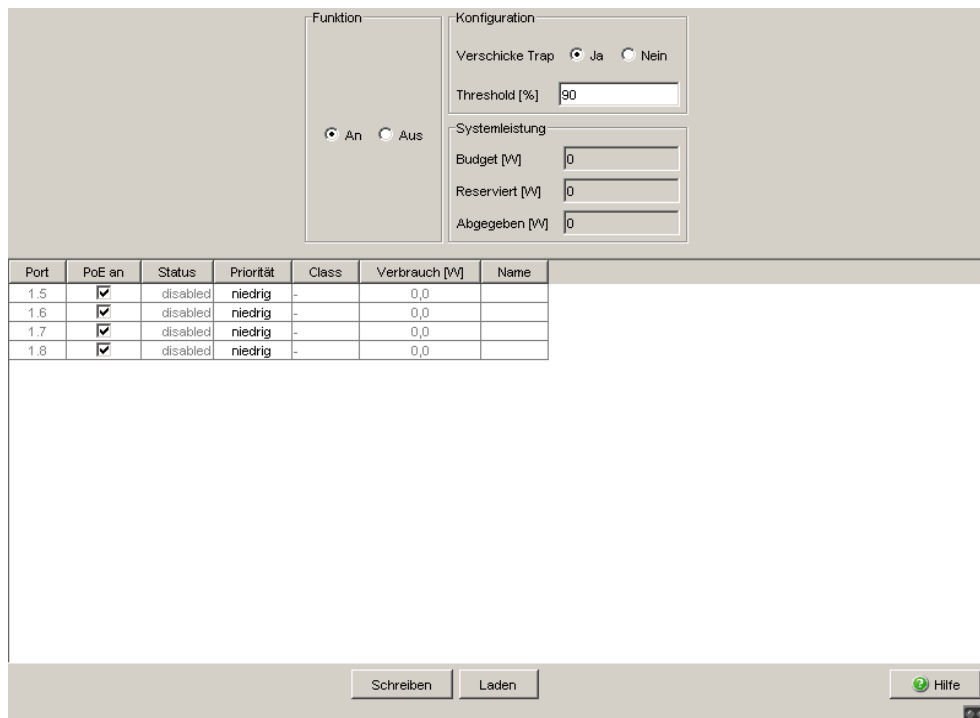 Funktion
An Aus
Konfiguration
Verschicke Trap Ja Nein
Threshold [%] 90
Systemleistung
Budget [W] 0
Reserviert [W] 0
Abgegeben [W] 0
Port PoE an Status Priorität Class Verbrauch [W] Name
1.5 disabled niedrig - 0,0
1.6 disabled niedrig - 0,0
1.7 disabled niedrig - 0,0
1.8 disabled niedrig - 0,0
Schreiben Laden Hilfe